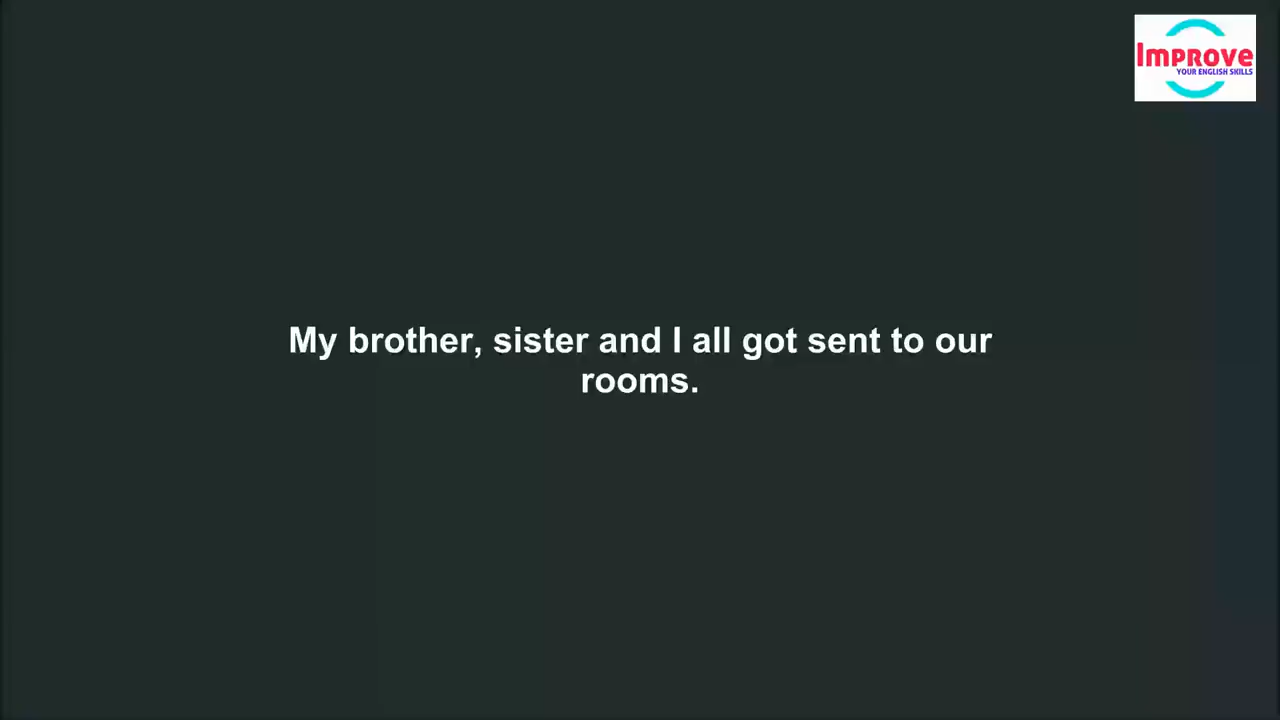 Improve
YOUR ENGLISH SKILLS
My brother, sister and I all got sent to our
rooms.